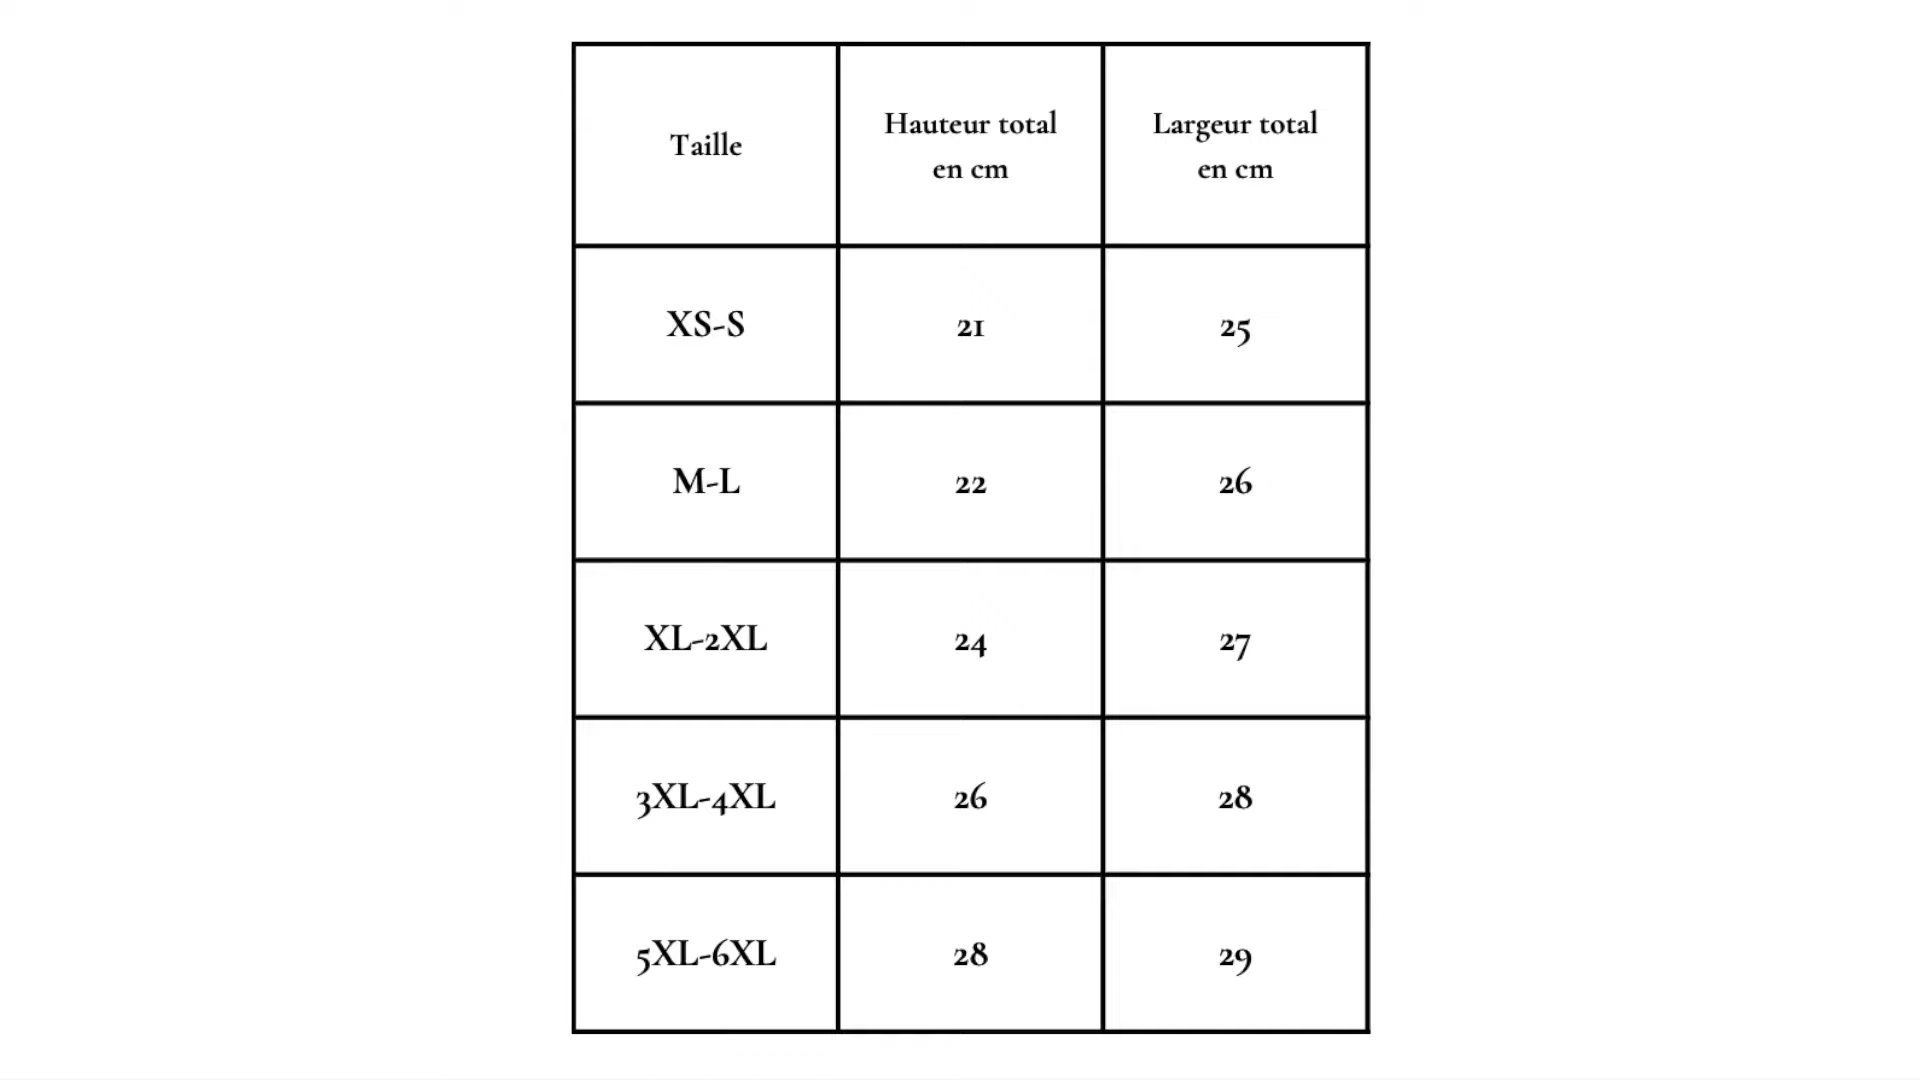 Taille
Hauteur total
en cm
Largeur total
en cm
XS-S
21
25
M-L
22
26
XL-2XL
24
27
3XL-4XL
26
28
5XL-6XL
28
29